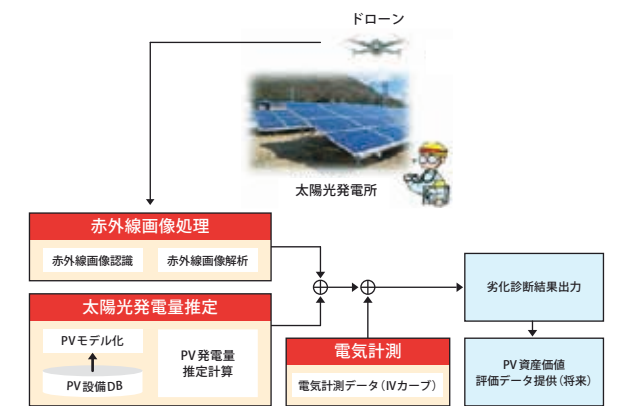 ドローン
太陽光発電所
赤外線画像処理
赤外線画像認識
赤外線画像解析
太陽光発電量推定
PVモデル化
PV設備DB
PV発電量
推定計算
電気計測
電気計測データ(IVカーブ)
劣化診断結果出力
PV資産価値
評価データ提供(将来)